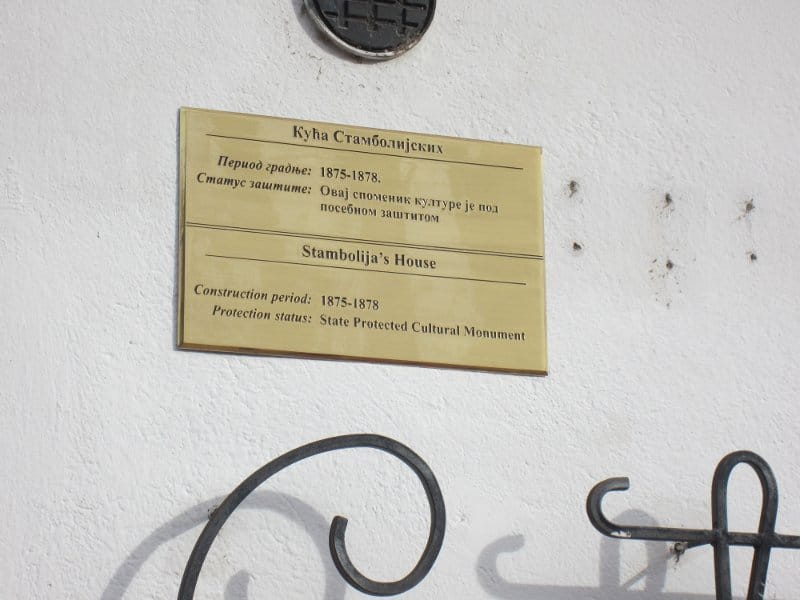 Кућа Стамболијских
Период градње: 1875-1878.
Статус заштите: Овај споменик културе је под
посебном заштитом
Stambolija's House
Construction period: 1875-1878
Protection status: State Protected Cultural Monument